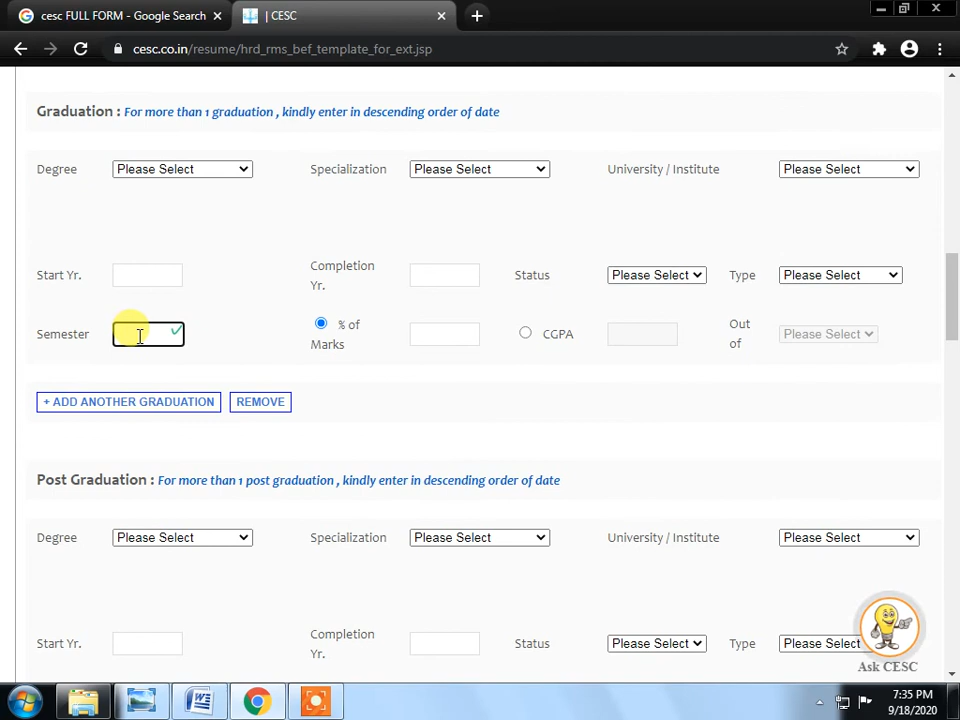 cesc FULL FORM - Google Search
| CESC
cesc.co.in/resume/hrd_rms_bef_template_for_ext.jsp
Graduation : For more than 1 graduation , kindly enter in descending order of date
Degree Please Select Specialization Please Select University / Institute Please Select
Start Yr. Completion Yr. Status Please Select Type Please Select
Semester % of Marks CGPA Out of Please Select
+ ADD ANOTHER GRADUATION REMOVE
Post Graduation : For more than 1 post graduation , kindly enter in descending order of date
Degree Please Select Specialization Please Select University / Institute Please Select
Start Yr. Completion Yr. Status Please Select Type Please Select
Ask CESC
7:35 PM
9/18/2020